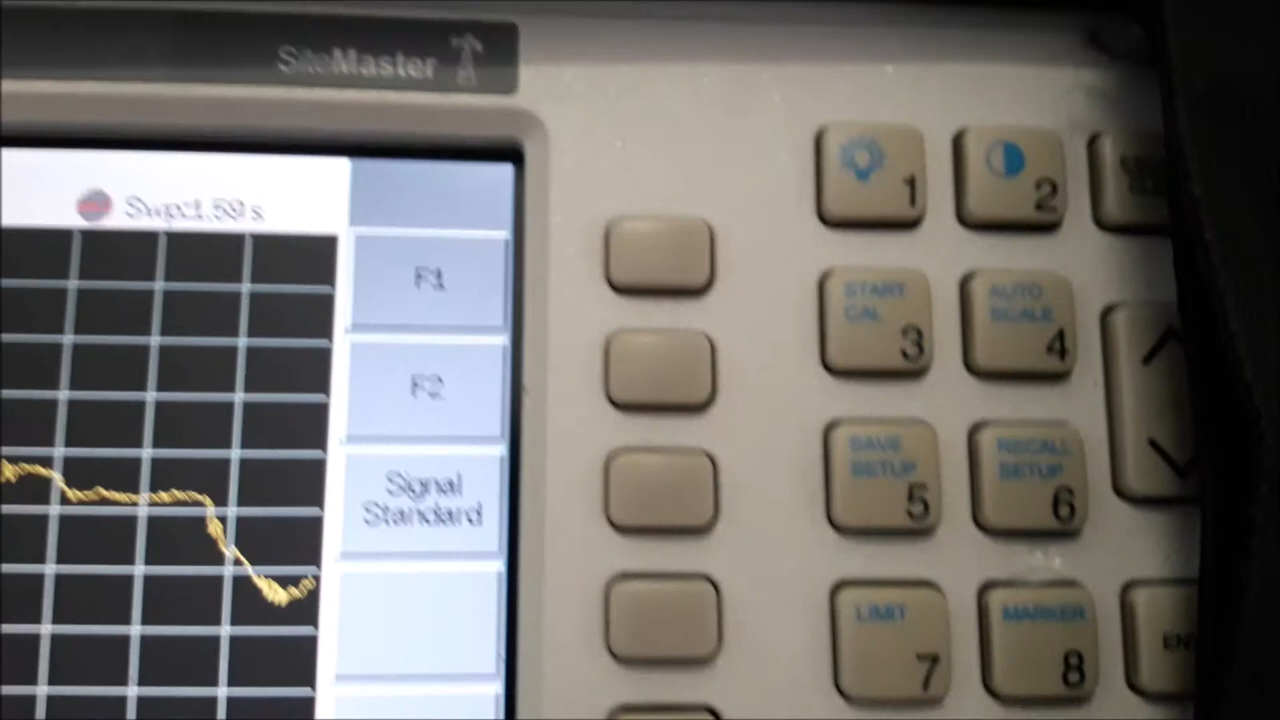 SiteMaster
Swp:1.59 s
F1
F2
Signal
Standard
1
2
START
CAL
3
AUTO
SCALE
4
SAVE
SETUP
5
RECALL
SETUP
6
LIMIT
7
MARKER
8
EN